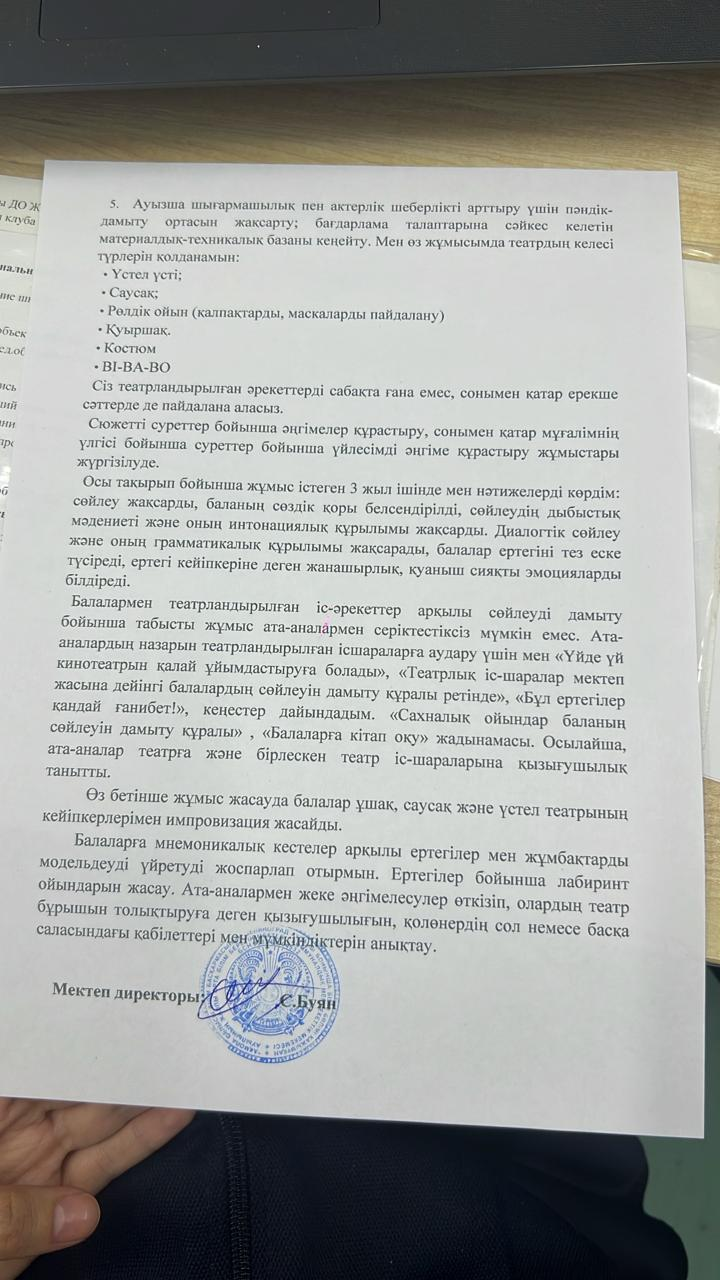 ы ДО Ж
клуба
5. Ауызша шығармашылық пен актерлік шеберлікті арттыру үшін пәндік-
дамыту ортасын жақсарту; бағдарлама талаптарына сәйкес келетін
материалдық-техникалық базаны кеңейту. Мен өз жұмысымда театрдың келесі
түрлерін қолданамын:
• Үстел үсті;
• Саусақ;
• Рөлдік ойын (қалпақтарды, маскаларды пайдалану)
• Қуыршақ.
• Костюм
• BI-BA-BO
Сіз театрландырылған әрекеттерді сабақта ғана емес, сонымен қатар ерекше
сәттерде де пайдалана аласыз.
Сюжетті суреттер бойынша әңгімелер құрастыру, сонымен қатар мұғалімнің
үлгісі бойынша суреттер бойынша үйлесімді әңгіме құрастыру жұмыстары
жүргізілуде.
Осы тақырып бойынша жұмыс істеген 3 жыл ішінде мен нәтижелерді көрдім:
сөйлеу жақсарды, баланың сөздік қоры белсендірілді, сөйлеудің дыбыстық
мәдениеті және оның интонациялық құрылымы жақсарды. Диалогтік сөйлеу
және оның грамматикалық құрылымы жақсарады, балалар ертегіні тез еске
түсіреді, ертегі кейіпкеріне деген жанашырлық, қуаныш сияқты эмоцияларды
білдіреді.
Балалармен театрландырылған іс-әрекеттер арқылы сөйлеуді дамыту
бойынша табысты жұмыс ата-аналармен серіктестіксіз мүмкін емес. Ата-
аналардың назарын театрландырылған ісшараларға аудару үшін мен «Үйде үй
кинотеатрын қалай ұйымдастыруға болады», «Театрлық іс-шаралар мектеп
жасына дейінгі балалардың сөйлеуін дамыту құралы ретінде», «Бұл ертегілер
қандай ғанибет!», кеңестер дайындадым. «Сахналық ойындар баланың
сөйлеуін дамыту құралы» , «Балаларға кітап оқу» жадынамасы. Осылайша,
ата-аналар театрға және бірлескен театр іс-шараларына қызығушылық
танытты.
Өз бетінше жұмыс жасауда балалар ұшақ, саусақ және үстел театрының
кейіпкерлерімен импровизация жасайды.
Балаларға мнемоникалық кестелер арқылы ертегілер мен жұмбақтарды
модельдеуді үйретуді жоспарлап отырмын. Ертегілер бойынша лабиринт
ойындарын жасау. Ата-аналармен жеке әңгімелесулер өткізіп, олардың театр
бұрышын толықтыруға деген қызығушылығын, қолөнердің сол немесе басқа
саласындағы қабілеттері мен мүмкіндіктерін анықтау.
Мектеп директоры: С.Буян